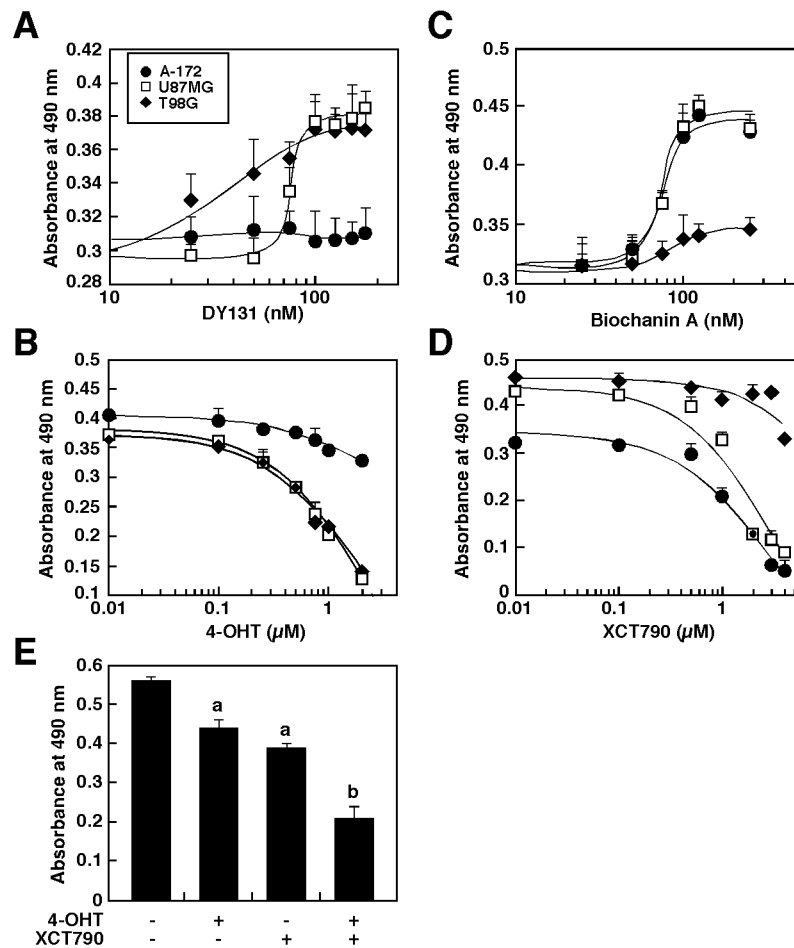 A
Absorbance at 490 nm
0.42
0.4
0.38
0.36
0.34
0.32
0.3
0.28
A-172
U87MG
T98G
10
100
DY131 (nM)
C
Absorbance at 490 nm
0.5
0.45
0.4
0.35
0.3
10
100
Biochanin A (nM)
B
Absorbance at 490 nm
0.5
0.45
0.4
0.35
0.3
0.25
0.2
0.15
0.1
0.01
0.1
1
4-OHT (µM)
D
Absorbance at 490 nm
0.5
0.4
0.3
0.2
0.1
0
0.01
0.1
1
XCT790 (µM)
E
Absorbance at 490 nm
0.6
0.5
0.4
0.3
0.2
0.1
0
a
a
b
4-OHT - + - +
XCT790 - - + +